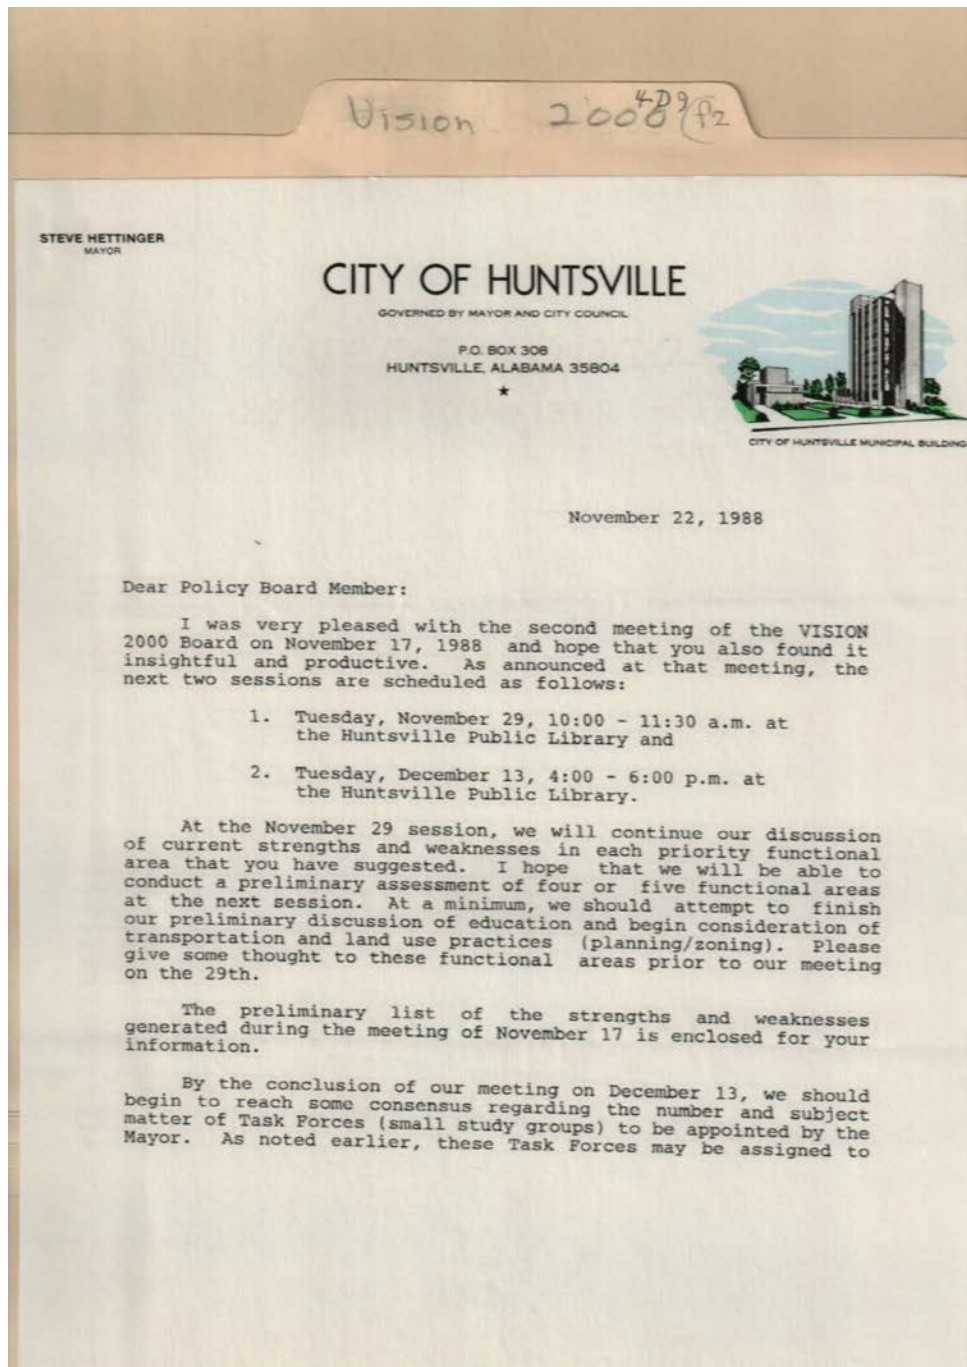 Vision 2000
4D9
f2
STEVE HETTINGER
MAYOR
CITY OF HUNTSVILLE
GOVERNED BY MAYOR AND CITY COUNCIL
P.O. BOX 308
HUNTSVILLE, ALABAMA 35804
★
CITY OF HUNTSVILLE MUNICIPAL BUILDING
November 22, 1988
Dear Policy Board Member:
I was very pleased with the second meeting of the VISION
2000 Board on November 17, 1988 and hope that you also found it
insightful and productive. As announced at that meeting, the
next two sessions are scheduled as follows:
1. Tuesday, November 29, 10:00 - 11:30 a.m. at
the Huntsville Public Library and
2. Tuesday, December 13, 4:00 - 6:00 p.m. at
the Huntsville Public Library.
At the November 29 session, we will continue our discussion
of current strengths and weaknesses in each priority functional
area that you have suggested. I hope that we will be able to
conduct a preliminary assessment of four or five functional areas
at the next session. At a minimum, we should attempt to finish
our preliminary discussion of education and begin consideration of
transportation and land use practices (planning/zoning). Please
give some thought to these functional areas prior to our meeting
on the 29th.
The preliminary list of the strengths and weaknesses
generated during the meeting of November 17 is enclosed for your
information.
By the conclusion of our meeting on December 13, we should
begin to reach some consensus regarding the number and subject
matter of Task Forces (small study groups) to be appointed by the
Mayor. As noted earlier, these Task Forces may be assigned to